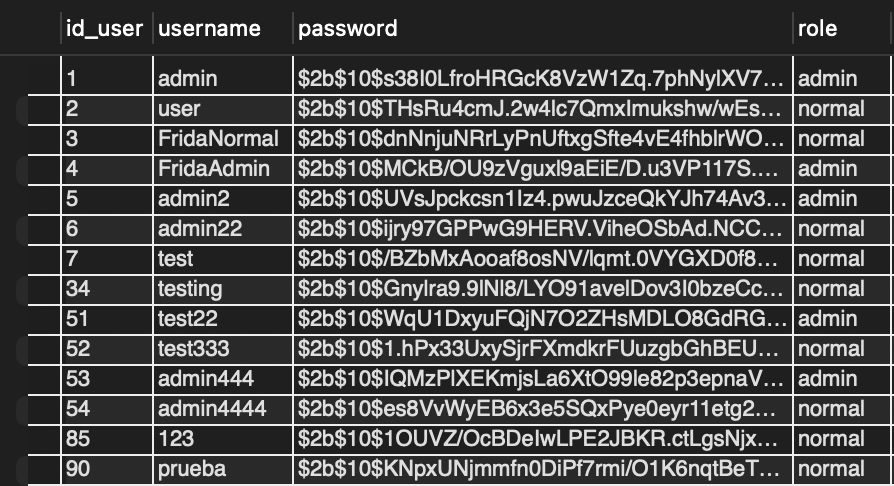 id_user username password role
1 admin $2b$10$s38I0LfroHRGcK8VzW1Zq.7phNylXV7... admin
2 user $2b$10$THsRu4cmJ.2w4lc7QmxImukshw/wEs... normal
3 FridaNormal $2b$10$dnNnjuNRrLyPnUftxgSfte4vE4fhblrWO... normal
4 FridaAdmin $2b$10$MCkB/OU9zVguxl9aEiE/D.u3VP117S.... admin
5 admin2 $2b$10$UVsJpckcsn1Iz4.pwuJzceQkYJh74Av3... admin
6 admin22 $2b$10$ijry97GPPwG9HERV.ViheOSbAd.NCC... normal
7 test $2b$10$/BZbMxAooaf8osNV/lqmt.0VYGXD0f8... normal
34 testing $2b$10$Gnylra9.9lNl8/LYO91avelDov3I0bzeCc... normal
51 test22 $2b$10$WqU1DxyuFQjN7O2ZHsMDLO8GdRG... admin
52 test333 $2b$10$1.hPx33UxySjrFXmdkrFUuzgbGhBEU... normal
53 admin444 $2b$10$IQMzPlXEKmjsLa6XtO99le82p3epnaV... admin
54 admin4444 $2b$10$es8VvWyEB6x3e5SQxPye0eyr11etg2... normal
85 123 $2b$10$1OUVZ/OcBDeIwLPE2JBKR.ctLgsNjx... normal
90 prueba $2b$10$KNpxUNjmmfn0DiPf7rmi/O1K6nqtBeT... normal